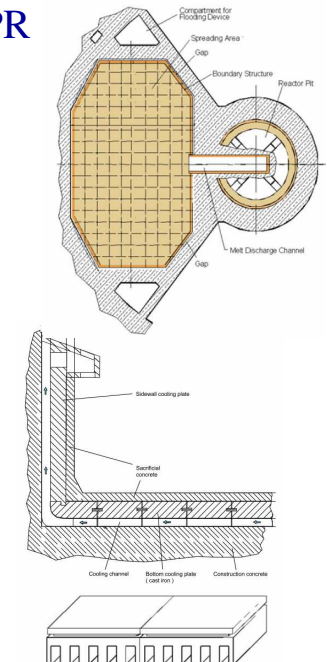 PR
Compartment for
Flooding Device
Spreading Area
Gap
Boundary Structure
Reactor Pit
Melt Discharge Channel
Gap
Sidewall cooling plate
Sacrificial
concrete
Cooling channel
Bottom cooling plate
( cast iron )
Construction concrete